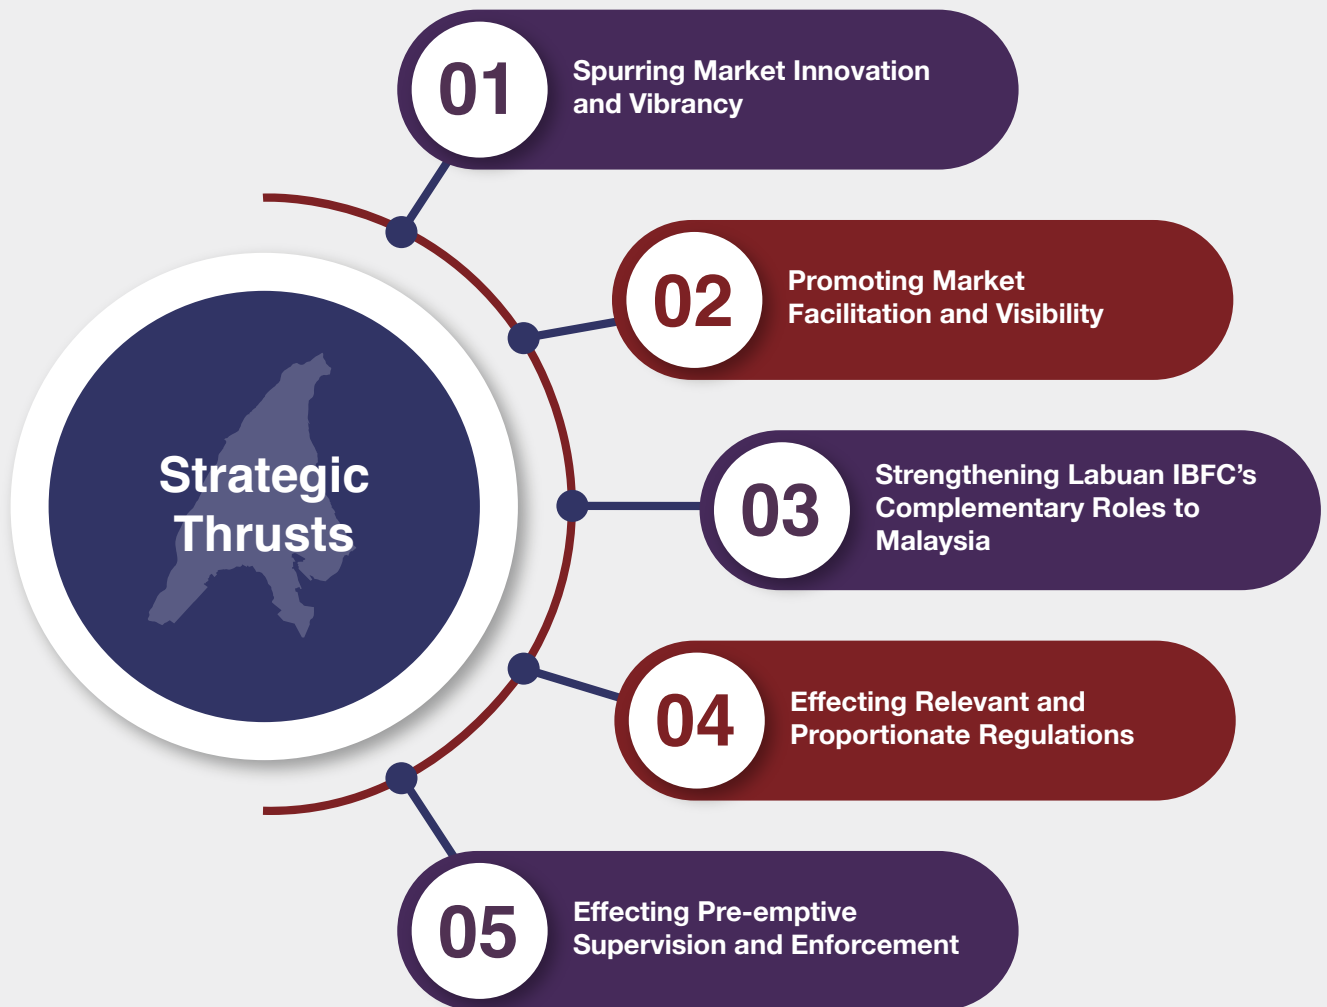 01
Spurring Market Innovation
and Vibrancy
02
Promoting Market
Facilitation and Visibility
Strategic
Thrusts
03
Strengthening Labuan IBFC’s
Complementary Roles to
Malaysia
04
Effecting Relevant and
Proportionate Regulations
05
Effecting Pre-emptive
Supervision and Enforcement